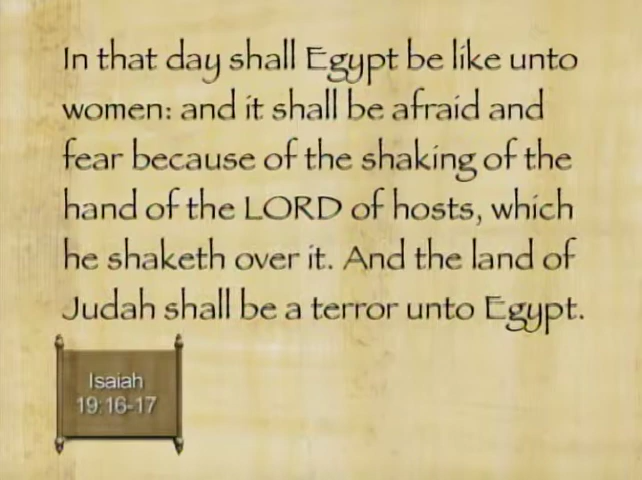 In that day shall Egypt be like unto
women: and it shall be afraid and
fear because of the shaking of the
hand of the LORD of hosts, which
he shaketh over it. And the land of
Judah shall be a terror unto Egypt.
Isaiah
19:16-17